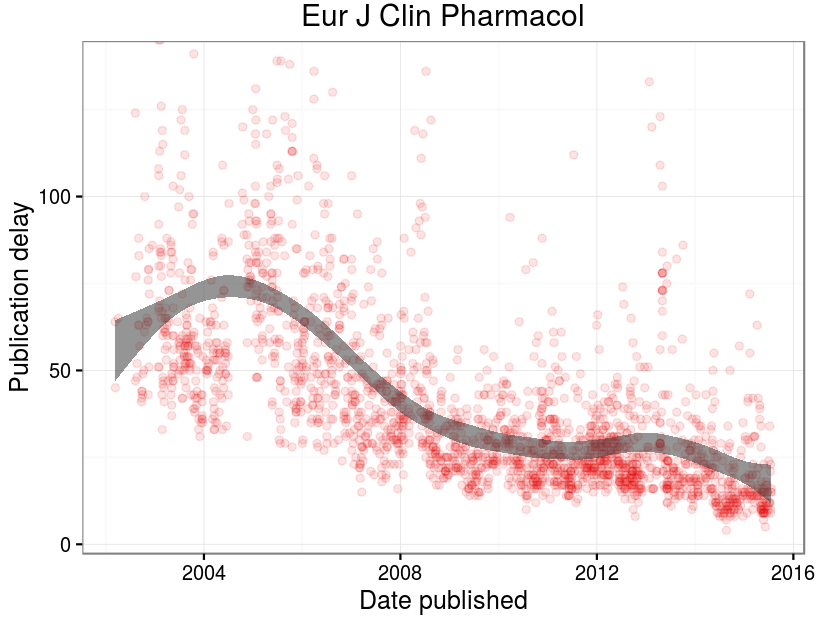 Eur J Clin Pharmacol
Publication delay
100
50
0
2004 2008 2012 2016
Date published